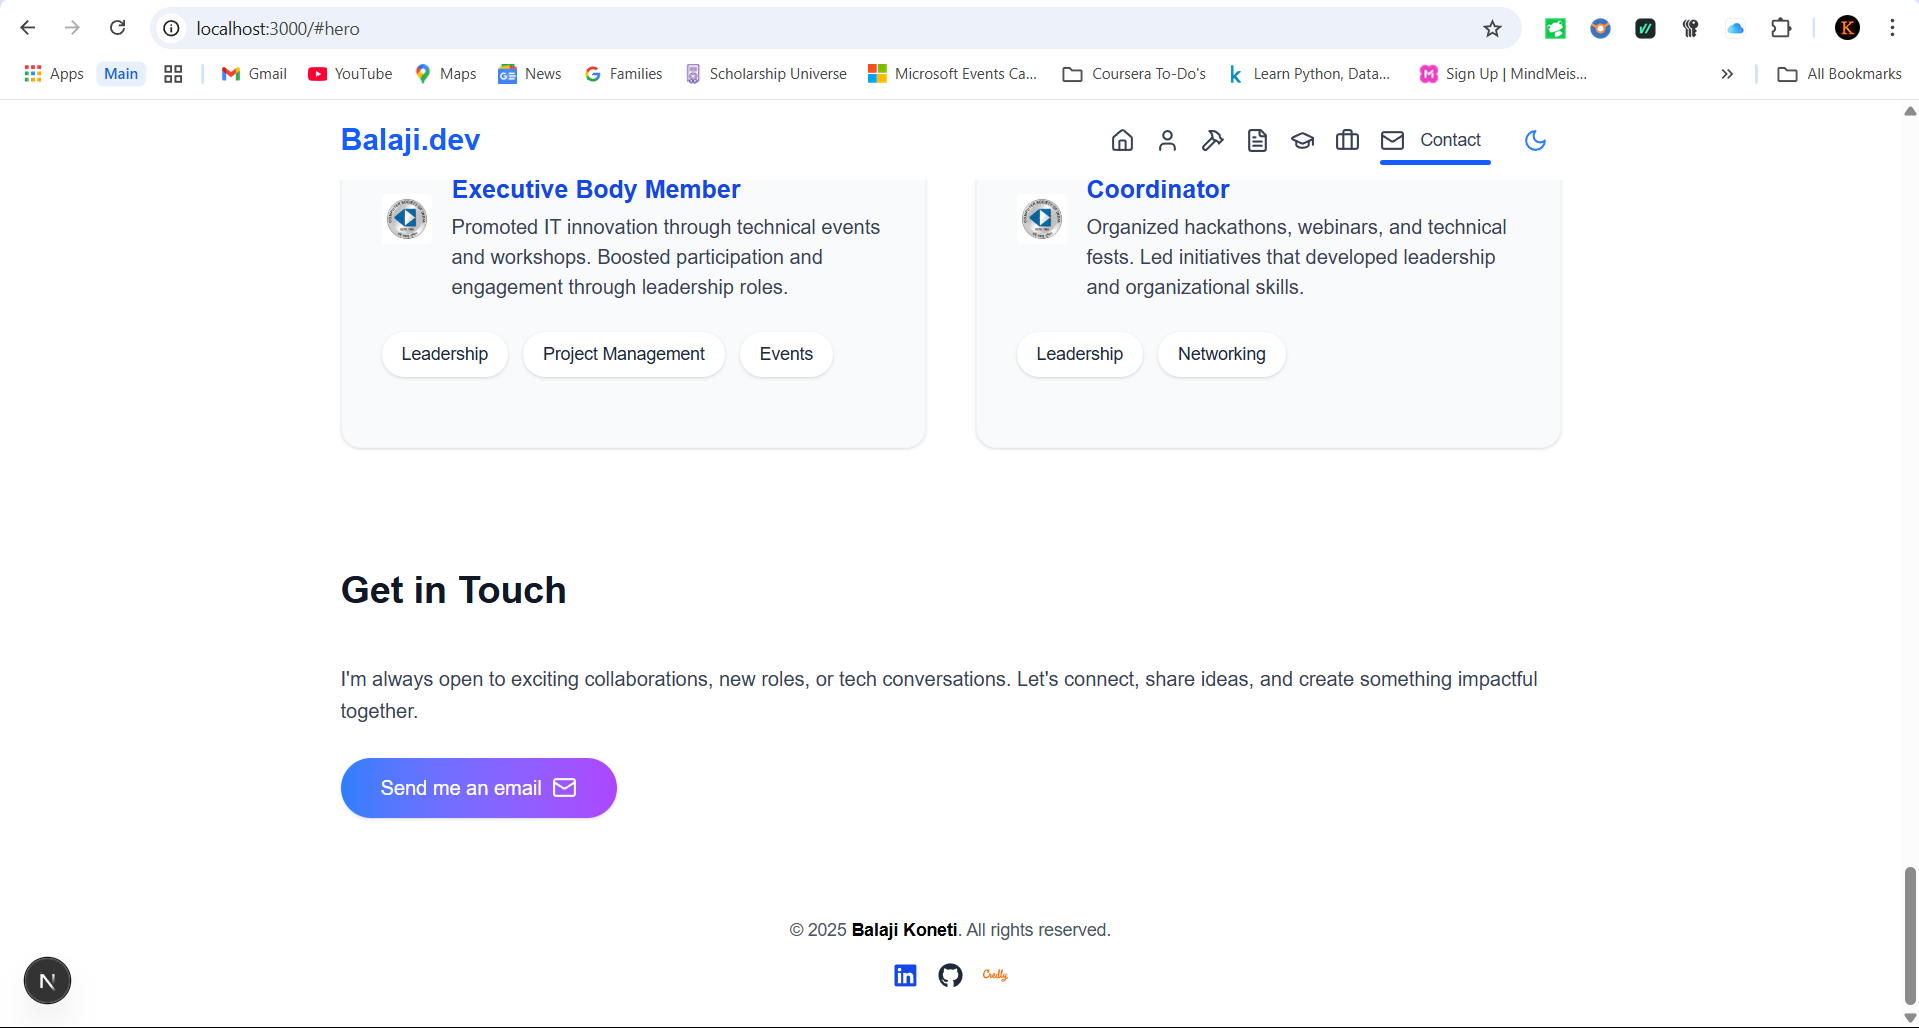 localhost:3000/#hero
K
Apps
Main
Gmail
YouTube
Maps
News
Families
Scholarship Universe
Microsoft Events Ca...
Coursera To-Do's
Learn Python, Data...
Sign Up | MindMeis...
All Bookmarks
Balaji.dev
Contact
Executive Body Member
Promoted IT innovation through technical events
and workshops. Boosted participation and
engagement through leadership roles.
Leadership
Project Management
Events
Coordinator
Organized hackathons, webinars, and technical
fests. Led initiatives that developed leadership
and organizational skills.
Leadership
Networking
Get in Touch
I'm always open to exciting collaborations, new roles, or tech conversations. Let's connect, share ideas, and create something impactful
together.
Send me an email
© 2025 Balaji Koneti. All rights reserved.
in
Credly
N